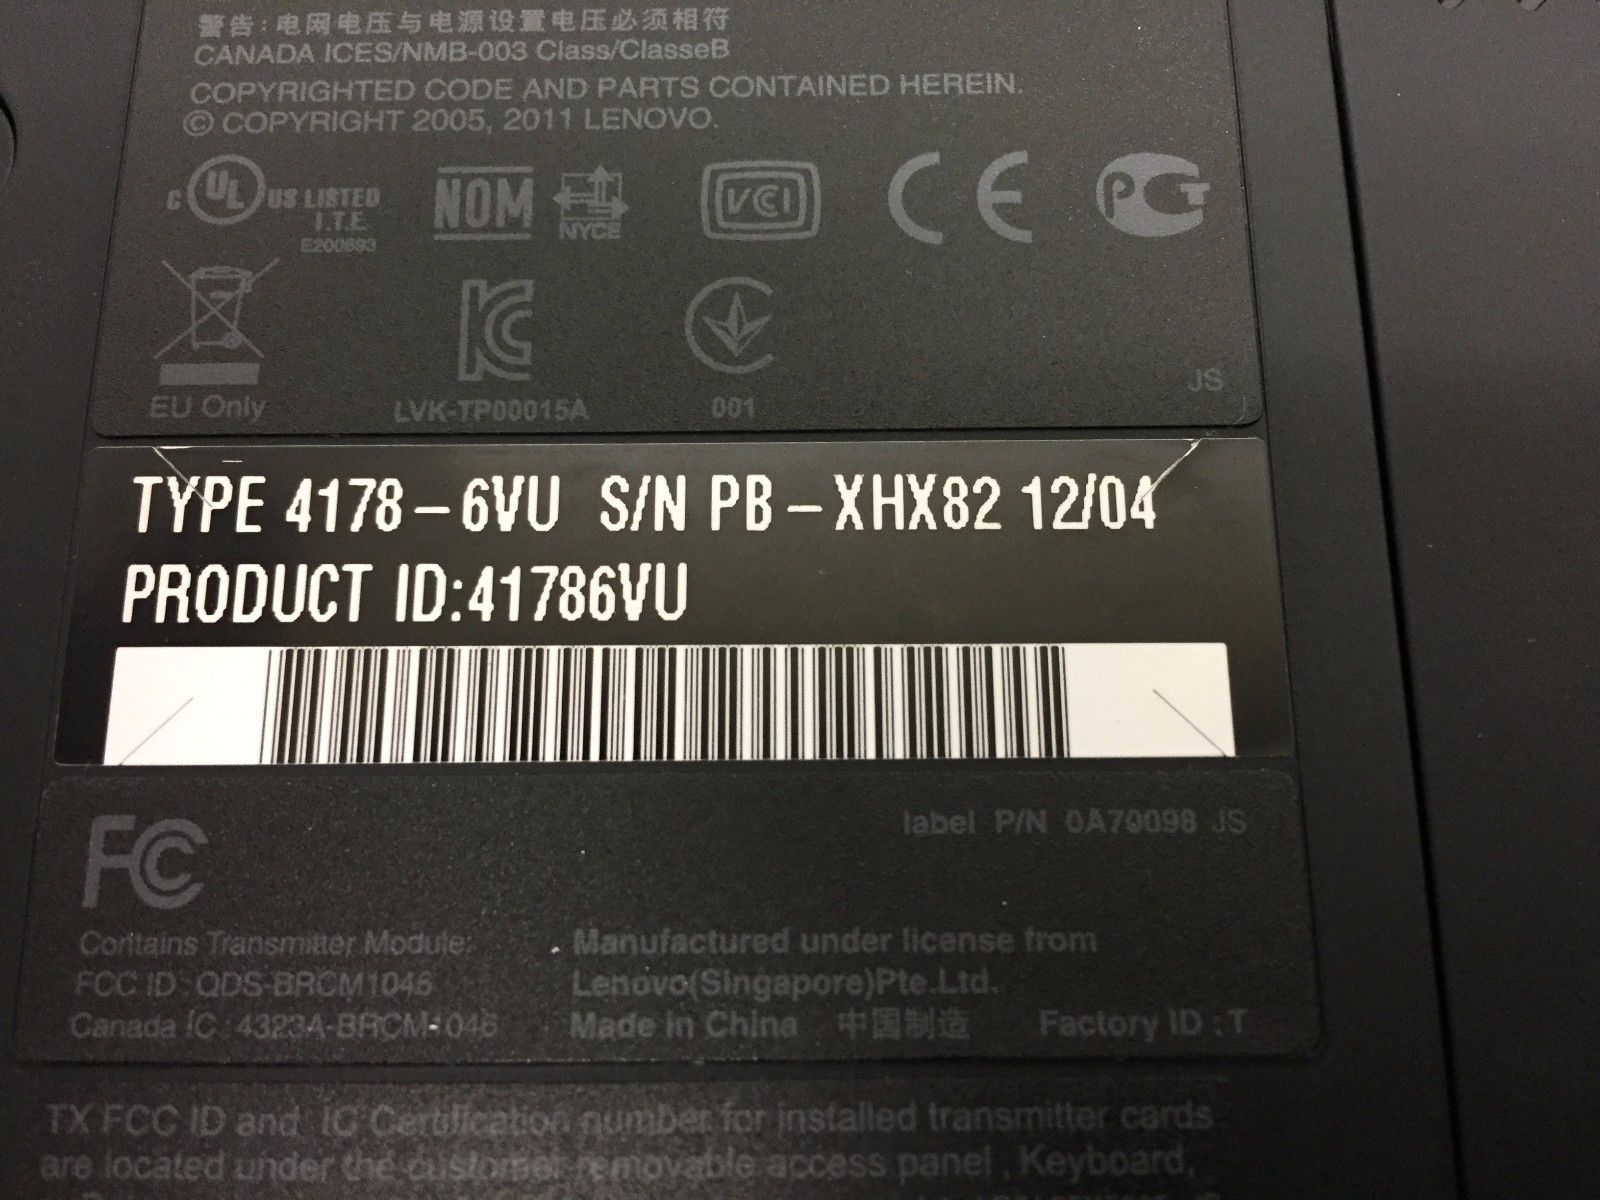 警告:电网电压与电源设置电压必须相符
CANADA ICES/NMB-003 Class/ClasseB
COPYRIGHTED CODE AND PARTS CONTAINED HEREIN.
© COPYRIGHT 2005, 2011 LENOVO.
C UL US LISTED
I.T.E.
E200693
NOM
NYCE
VCI
CE
PCT
EU Only
LVK-TP00015A
001
JS
TYPE 4178-6VU S/N PB-XHX82 12/04
PRODUCT ID:41786VU
FC
label P/N 0A70098 JS
Contains Transmitter Module:
FCC ID: QDS-BRCM1046
Canada IC: 4323A-BRCM1046
Manufactured under license from
Lenovo(Singapore)Pte.Ltd.
Made in China 中国制造 Factory ID :T
TX FCC ID and IC Certification number for installed transmitter cards
are located under the customer removable access panel , Keyboard,